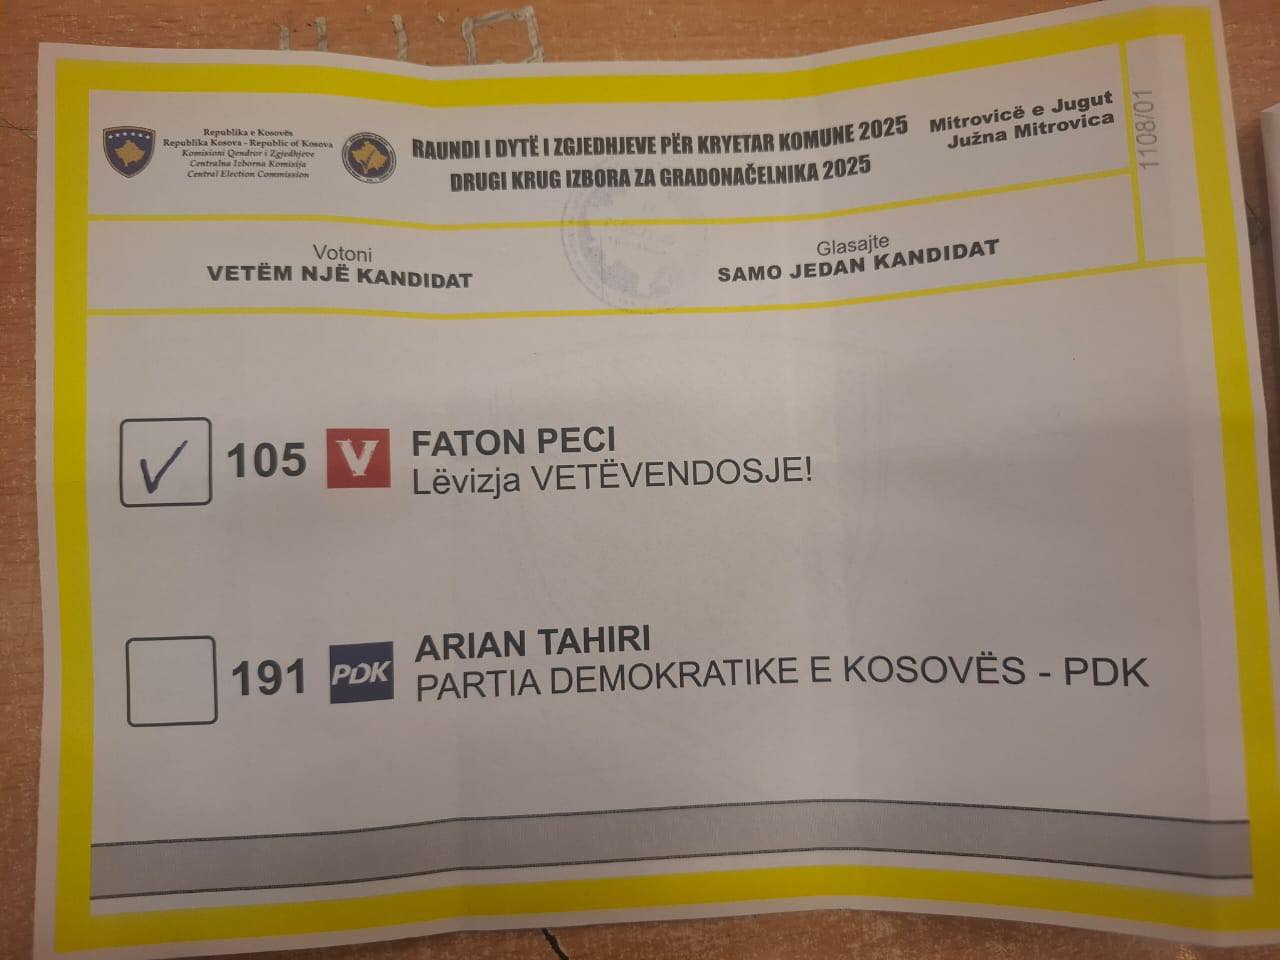 Republika e Kosovës
Republika Kosova - Republic of Kosova
Komisioni Qendror i Zgjedhjeve
Centralna Izborna Komisija
Central Election Commission
RAUNDI I DYTË I ZGJEDHJEVE PËR KRYETAR KOMUNE 2025
DRUGI KRUG IZBORA ZA GRADONAČELNIKA 2025
Mitrovicë e Jugut
Južna Mitrovica
1108/01
Votoni
VETËM NJË KANDIDAT
Glasajte
SAMO JEDAN KANDIDAT
105 V FATON PECI
Lëvizja VETËVENDOSJE!
191 PDK ARIAN TAHIRI
PARTIA DEMOKRATIKE E KOSOVËS - PDK